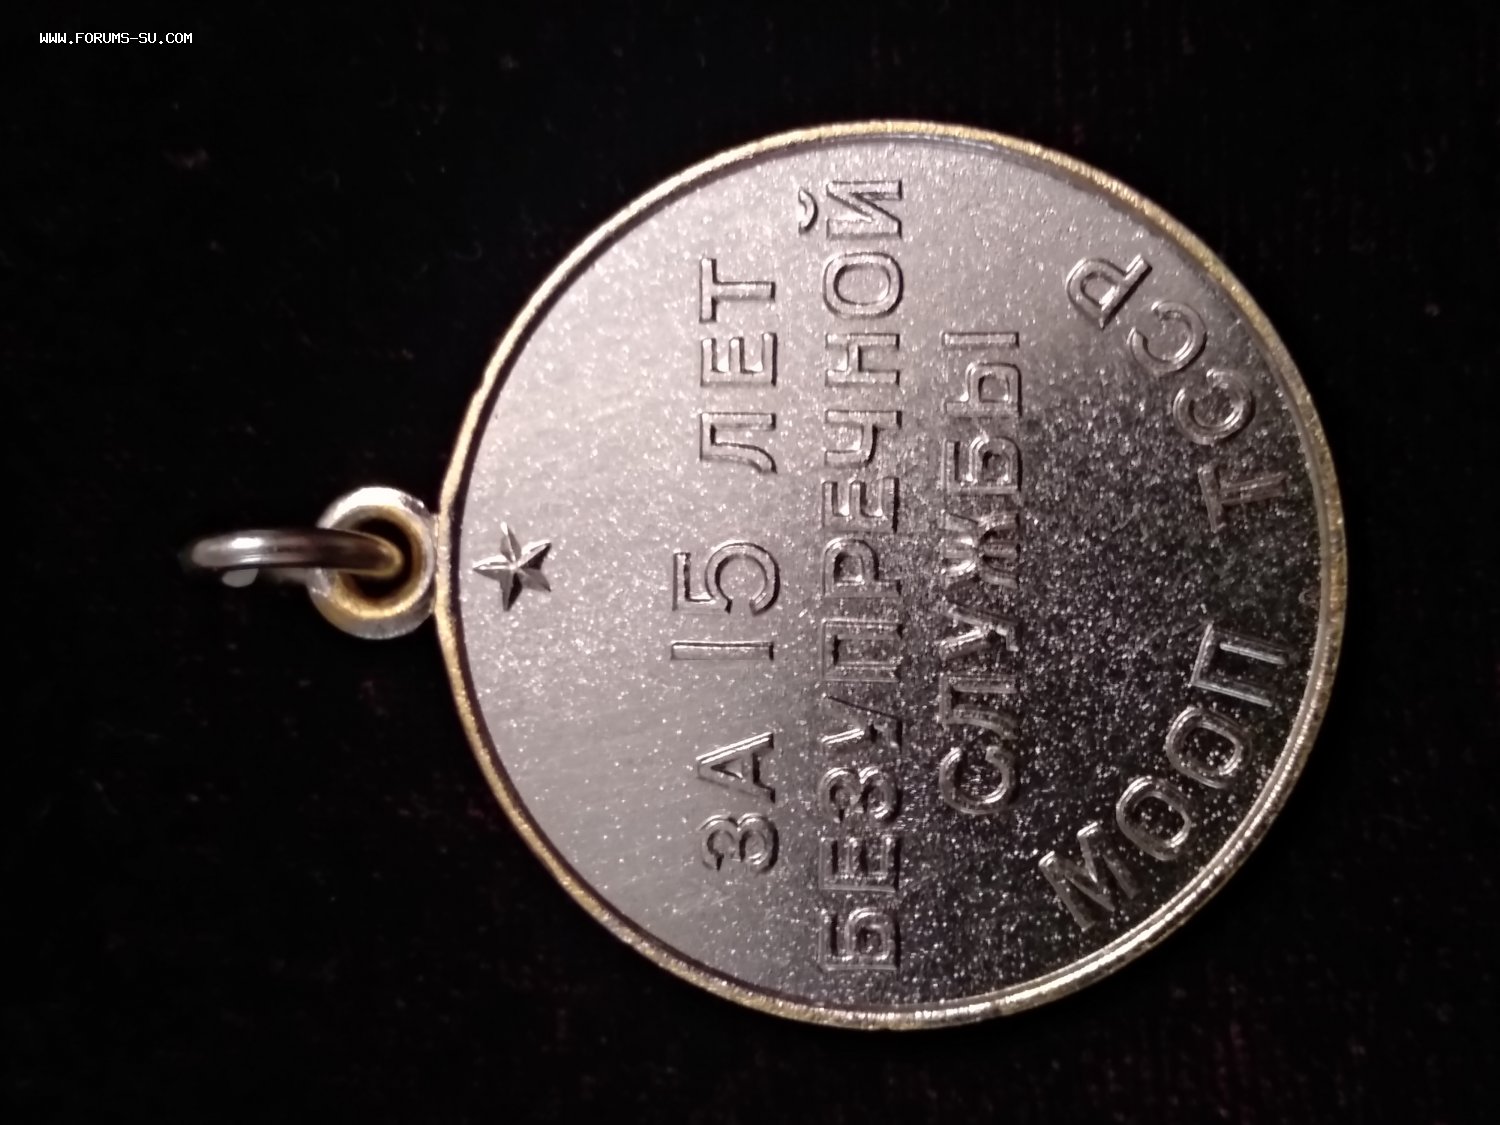 WWW.FORUMS-SU.COM
ЗА 15 ЛЕТ
БЕЗУПРЕЧНОЙ
СЛУЖБЫ
МООП ТССР